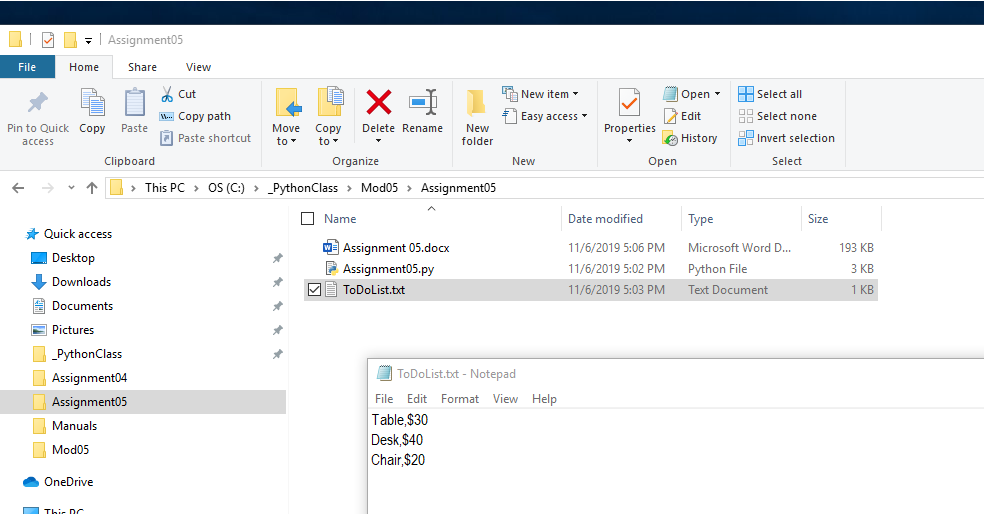 Assignment05
File Home Share View
Pin to Quick access
Copy
Paste
Cut
Copy path
Paste shortcut
Clipboard
Move to
Copy to
Delete
Rename
Organize
New folder
New item
Easy access
New
Properties
Open
Edit
History
Open
Select all
Select none
Invert selection
Select
This PC > OS (C:) > _PythonClass > Mod05 > Assignment05
Quick access
Desktop
Downloads
Documents
Pictures
_PythonClass
Assignment04
Assignment05
Manuals
Mod05
OneDrive
This PC
Name Date modified Type Size
Assignment 05.docx 11/6/2019 5:06 PM Microsoft Word D... 193 KB
Assignment05.py 11/6/2019 5:02 PM Python File 3 KB
ToDoList.txt 11/6/2019 5:03 PM Text Document 1 KB
ToDoList.txt - Notepad
File Edit Format View Help
Table,$30
Desk,$40
Chair,$20